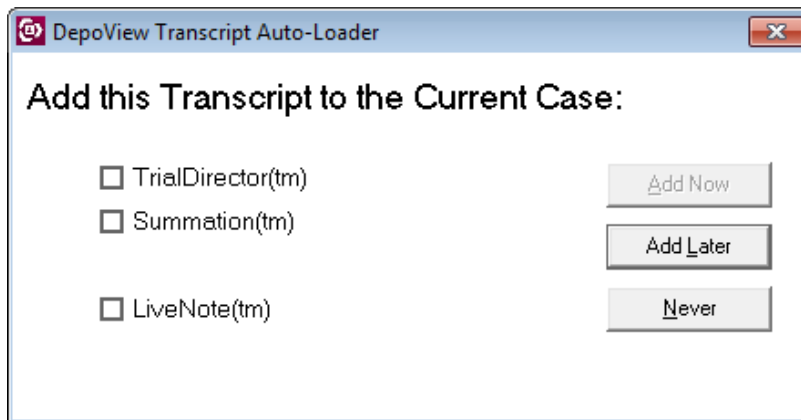 DepoView Transcript Auto-Loader
Add this Transcript to the Current Case:
TrialDirector(tm)
Add Now
Summation(tm)
Add Later
LiveNote(tm)
Never